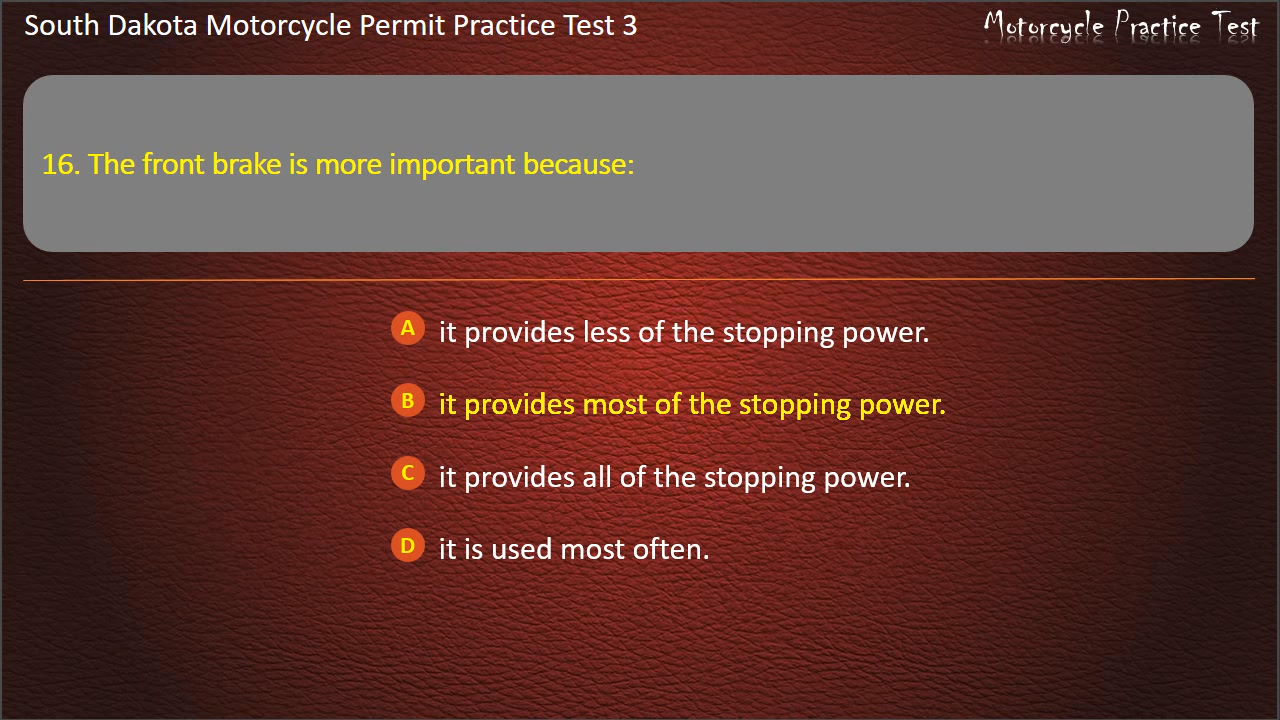 South Dakota Motorcycle Permit Practice Test 3
Motorcycle Practice Test
16. The front brake is more important because:
A it provides less of the stopping power.
B it provides most of the stopping power.
C it provides all of the stopping power.
D it is used most often.